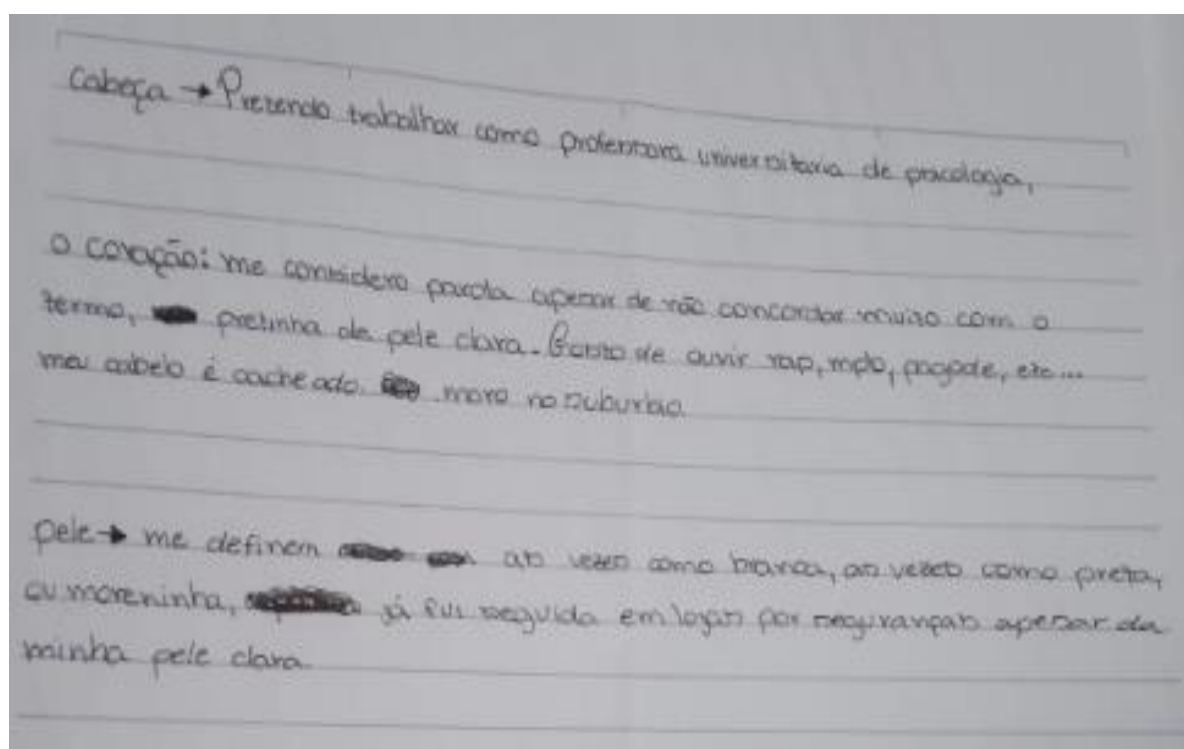 Cabeça → Pretendo trabalhar como professora universitaria de psicologia,
O coração: me considero parda apesar de não concordar muito com o
termo, pretinha de pele clara. Gosto de ouvir rap, mpb, pagode, etc...
meu cabelo é cacheado. moro no suburbio
pele → me definem as vezes como branca, as vezes como preta,
ou moreninha, já fui seguida em lojas por seguranças apesar da
minha pele clara